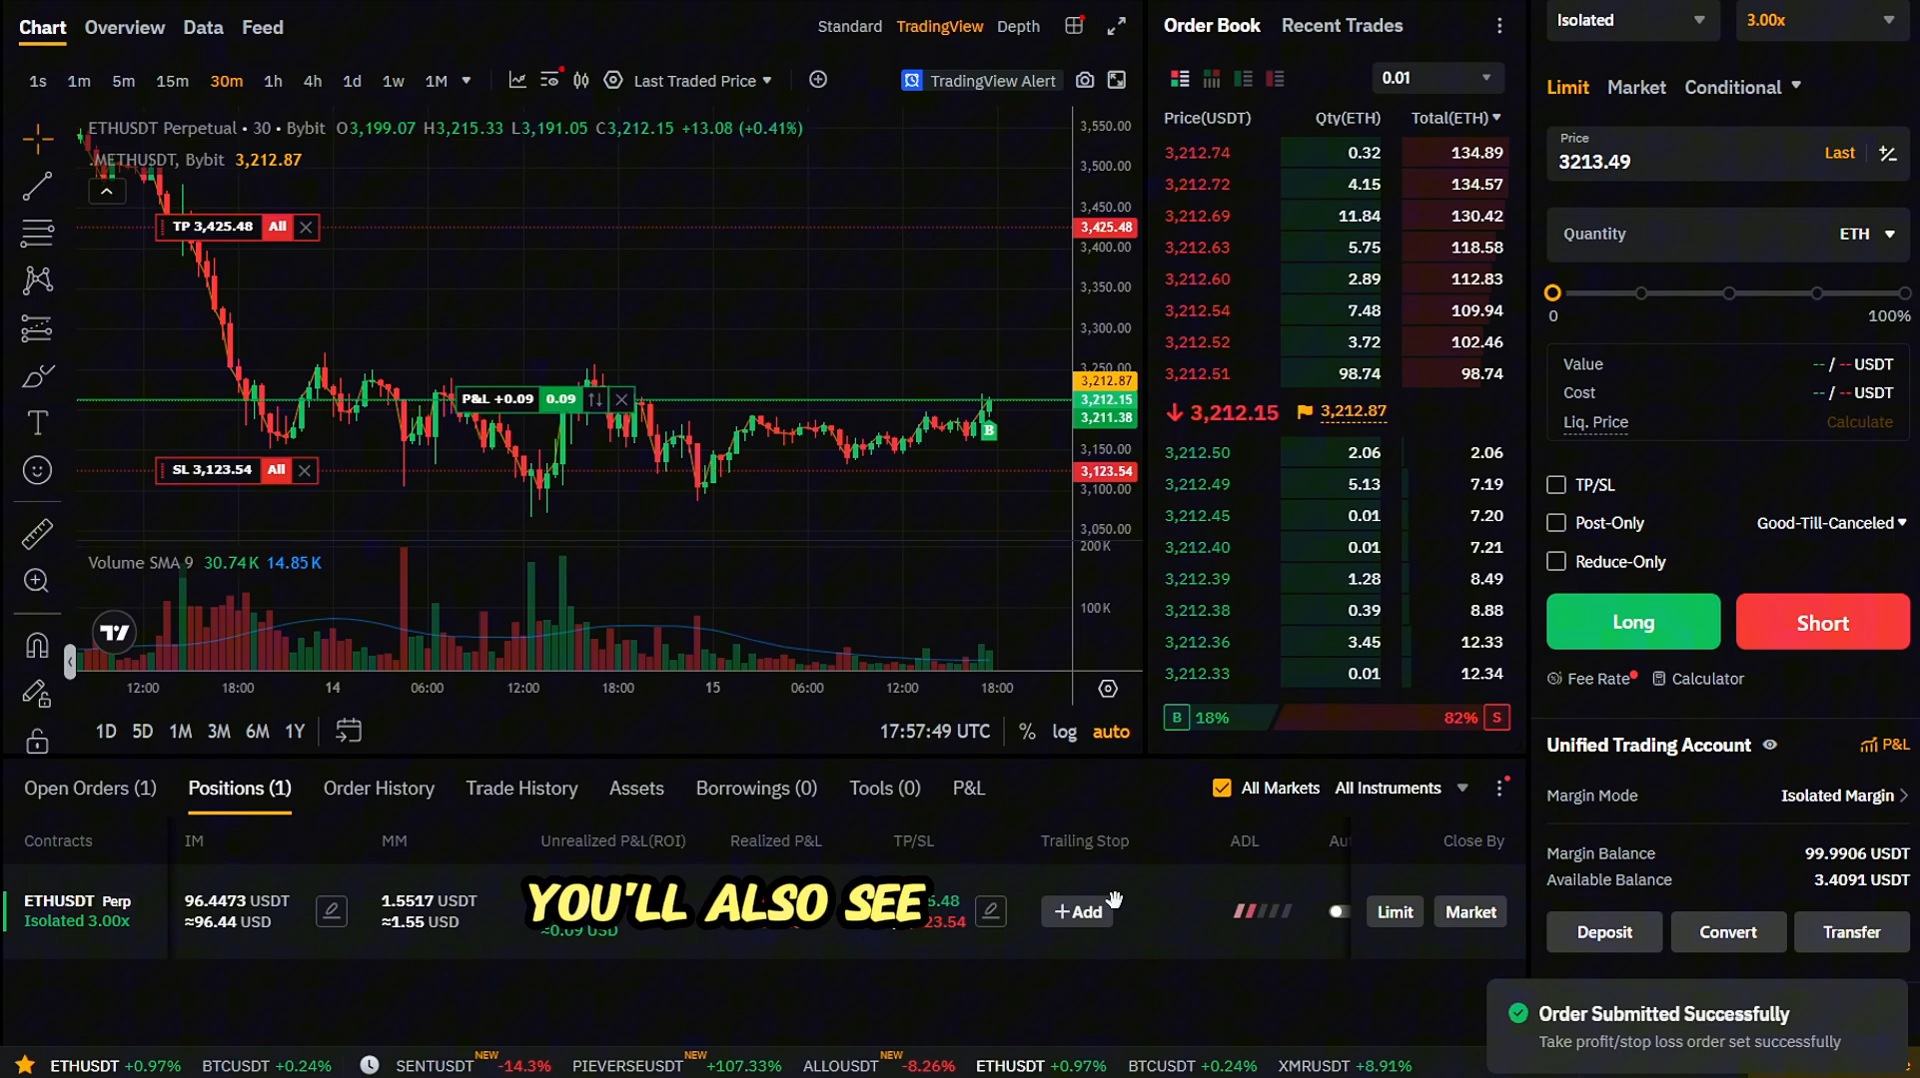 Chart Overview Data Feed
Standard TradingView Depth
1s 1m 5m 15m 30m 1h 4h 1d 1w 1M
Last Traded Price
TradingView Alert
ETHUSDT Perpetual • 30 • Bybit O3,199.07 H3,215.33 L3,191.05 C3,212.15 +13.08 (+0.41%)
.METHUSDT, Bybit 3,212.87
TP 3,425.48 All
P&L +0.09 0.09
SL 3,123.54 All
B
3,550.00
3,500.00
3,450.00
3,425.48
3,400.00
3,350.00
3,300.00
3,250.00
3,212.87
3,212.15
3,211.38
3,150.00
3,123.54
3,100.00
3,050.00
200K
100K
Volume SMA 9 30.74K 14.85K
12:00 18:00 14 06:00 12:00 18:00 15 06:00 12:00 18:00
1D 5D 1M 3M 6M 1Y
17:57:49 UTC % log auto
Order Book Recent Trades
0.01
Price(USDT) Qty(ETH) Total(ETH)
3,212.74 0.32 134.89
3,212.72 4.15 134.57
3,212.69 11.84 130.42
3,212.63 5.75 118.58
3,212.60 2.89 112.83
3,212.54 7.48 109.94
3,212.52 3.72 102.46
3,212.51 98.74 98.74
3,212.15 3,212.87
3,212.50 2.06 2.06
3,212.49 5.13 7.19
3,212.45 0.01 7.20
3,212.40 0.01 7.21
3,212.39 1.28 8.49
3,212.38 0.39 8.88
3,212.36 3.45 12.33
3,212.33 0.01 12.34
B 18% 82% S
Isolated 3.00x
Limit Market Conditional
Price
3213.49 Last
Quantity ETH
0 100%
Value -- / -- USDT
Cost -- / -- USDT
Liq. Price Calculate
TP/SL
Post-Only Good-Till-Canceled
Reduce-Only
Long Short
Fee Rate Calculator
Unified Trading Account P&L
Margin Mode Isolated Margin
Margin Balance 99.9906 USDT
Available Balance 3.4091 USDT
Deposit Convert Transfer
Open Orders (1) Positions (1) Order History Trade History Assets Borrowings (0) Tools (0) P&L
All Markets All Instruments
Contracts IM MM Unrealized P&L(ROI) Realized P&L TP/SL Trailing Stop ADL Close By
ETHUSDT Perp
Isolated 3.00x
96.4473 USDT
≈96.44 USD
1.5517 USDT
≈1.55 USD
YOU'LL ALSO SEE
≈0.09 USD
+Add
Limit Market
Order Submitted Successfully
Take profit/stop loss order set successfully
ETHUSDT +0.97% BTCUSDT +0.24% SENTUSDT NEW -14.3% PIEVERSEUSDT NEW +107.33% ALLOUSDT NEW -8.26% ETHUSDT +0.97% BTCUSDT +0.24% XMRUSDT +8.91%